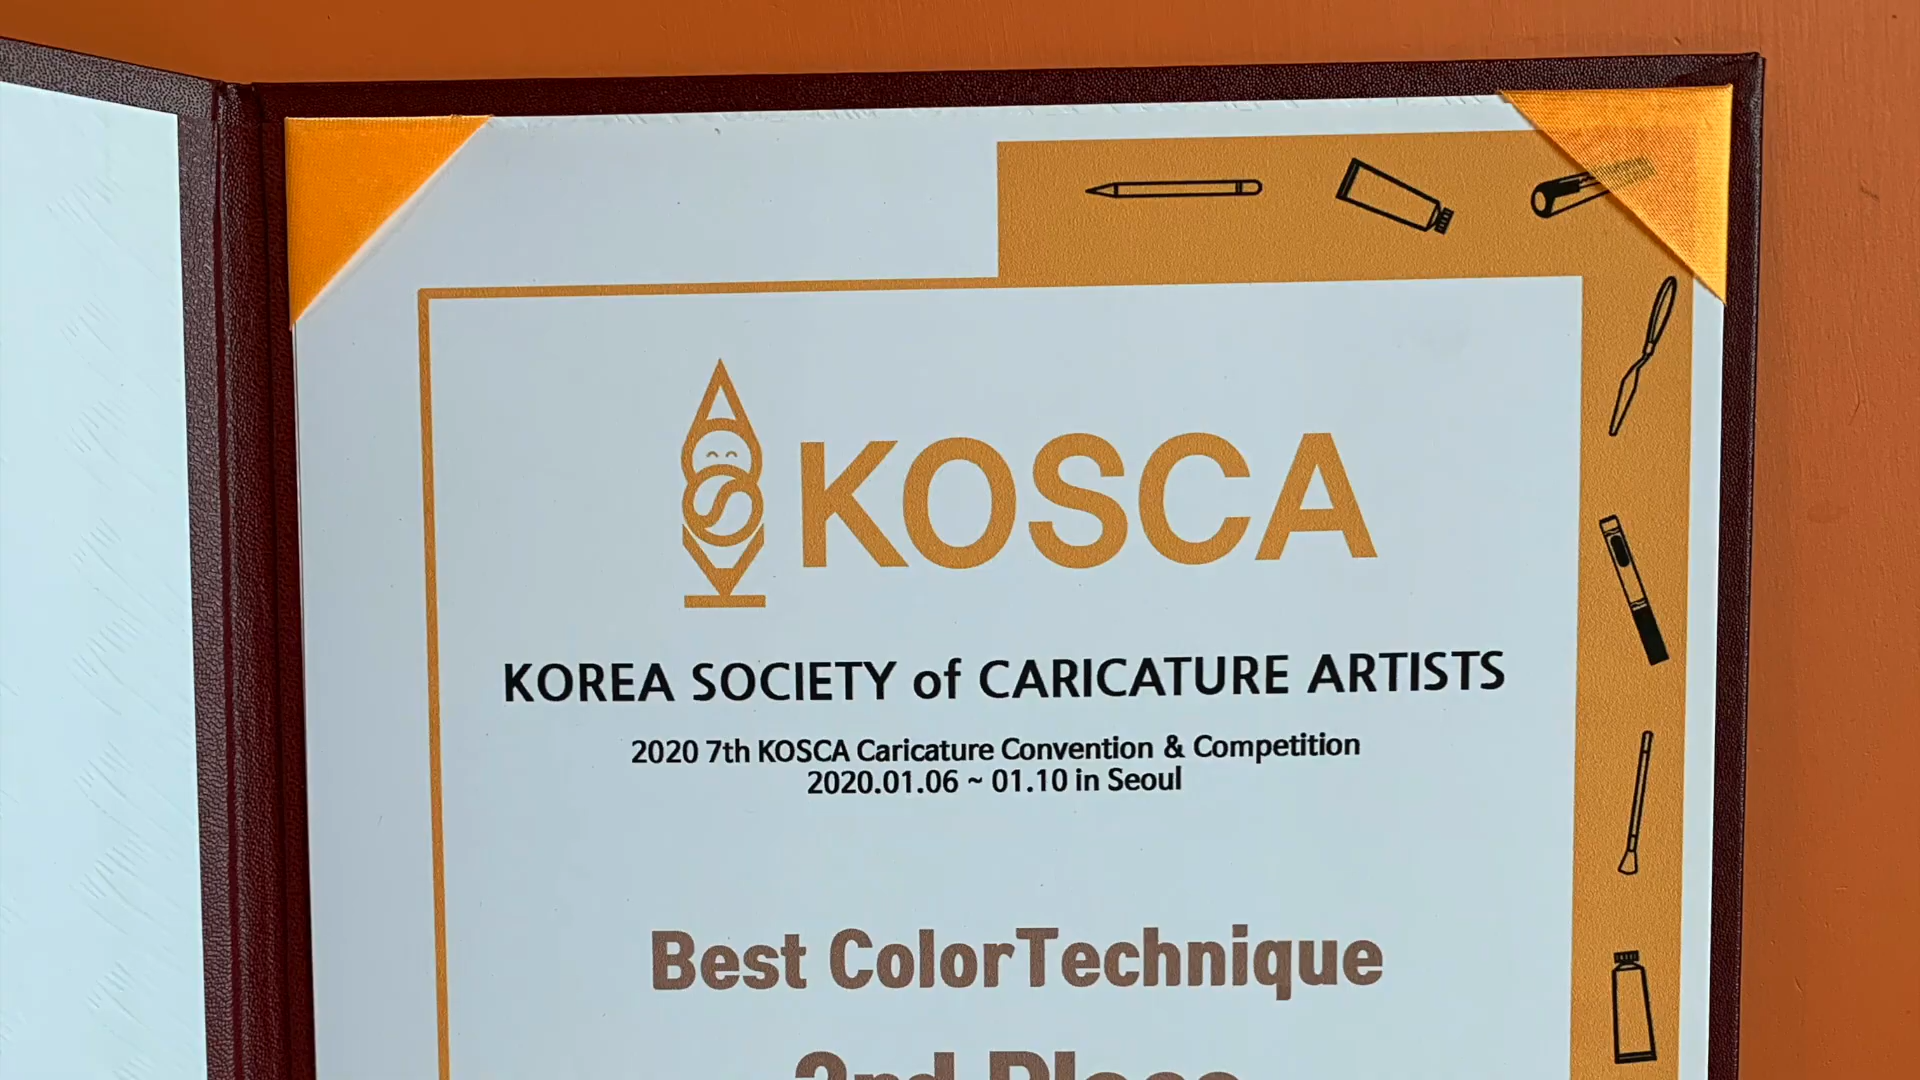 KOSCA
KOREA SOCIETY of CARICATURE ARTISTS
2020 7th KOSCA Caricature Convention & Competition
2020.01.06 ~ 01.10 in Seoul
Best ColorTechnique
Place